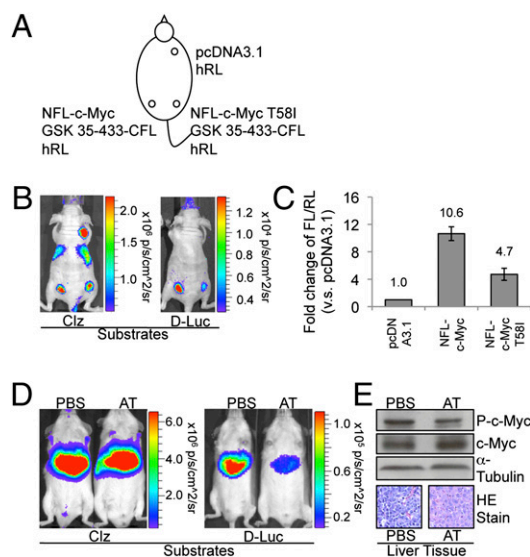 A
pcDNA3.1
hRL
NFL-c-Myc
GSK 35-433-CFL
hRL
NFL-c-Myc T58I
GSK 35-433-CFL
hRL
B
2.0
1.5
1.0
x10⁶ p/s/cm^2/sr
1.0
0.8
0.6
0.4
x10⁴ p/s/cm^2/sr
Clz
D-Luc
Substrates
C
Fold change of FL/RL
(v.s. pcDNA3.1)
16
12
8
4
0
1.0
10.6
4.7
pcDN
A3.1
NFL-
c-Myc
NFL-
c-Myc
T58I
D
PBS AT
6.0
4.0
2.0
x10⁶ p/s/cm^2/sr
PBS AT
1.0
0.8
0.6
0.4
0.2
x10⁵ p/s/cm^2/sr
Clz
D-Luc
Substrates
E
PBS AT
P-c-Myc
c-Myc
α-
Tubulin
HE
Stain
PBS AT
Liver Tissue